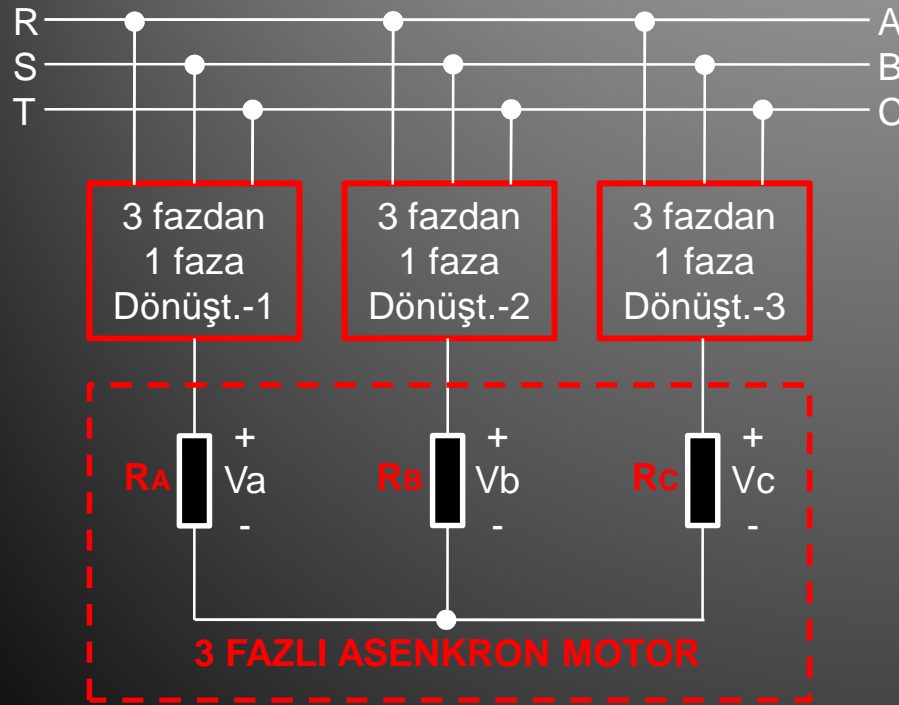 R A
S B
T C
3 fazdan 3 fazdan 3 fazdan
1 faza 1 faza 1 faza
Dönüşt.-1 Dönüşt.-2 Dönüşt.-3
+ + +
RA Va RB Vb RC Vc
- - -
3 FAZLI ASENKRON MOTOR